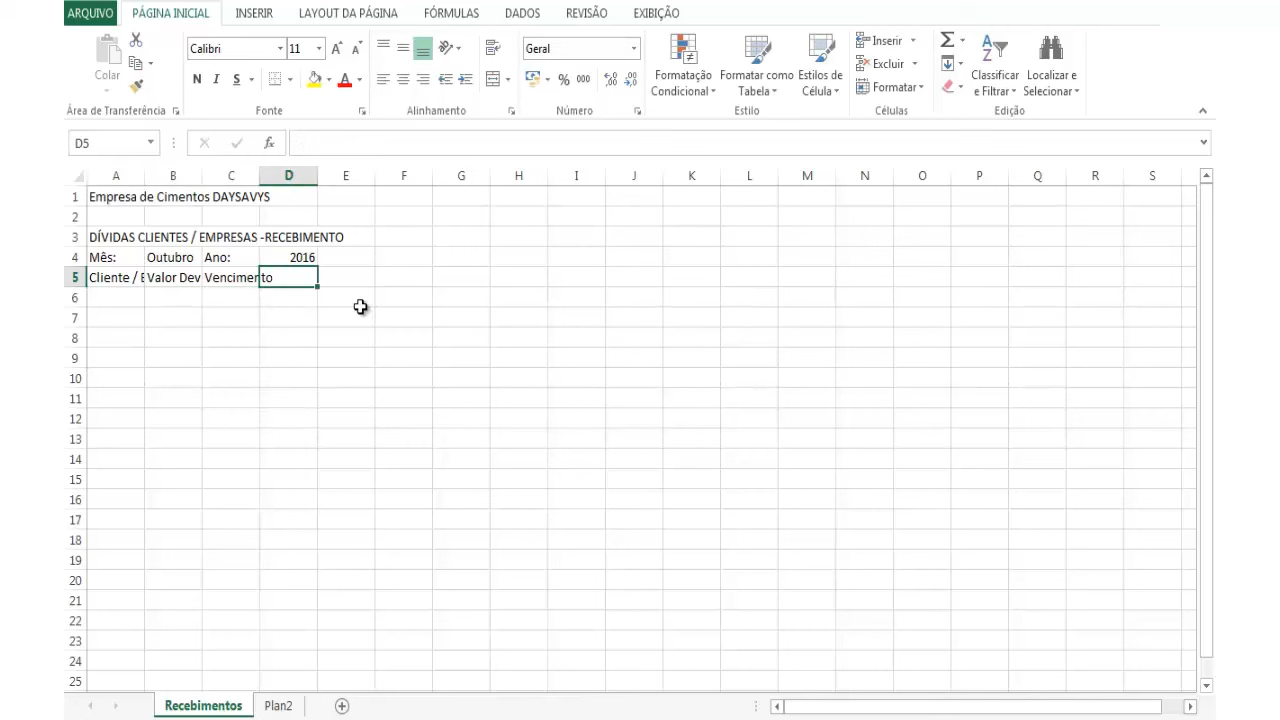 ARQUIVO PÁGINA INICIAL INSERIR LAYOUT DA PÁGINA FÓRMULAS DADOS REVISÃO EXIBIÇÃO
Colar
Calibri 11
N I S A
Geral
% 000
Formatação Condicional
Formatar como Tabela
Estilos de Célula
Inserir
Excluir
Formatar
Σ
Classificar e Filtrar
Localizar e Selecionar
Área de Transferência Fonte Alinhamento Número Estilo Células Edição
D5 fx
A B C D E F G H I J K L M N O P Q R S
1 Empresa de Cimentos DAYSAVYS
2
3 DÍVIDAS CLIENTES / EMPRESAS -RECEBIMENTO
4 Mês: Outubro Ano: 2016
5 Cliente / E Valor Dev Vencimento
6
7
8
9
10
11
12
13
14
15
16
17
18
19
20
21
22
23
24
25
Recebimentos Plan2